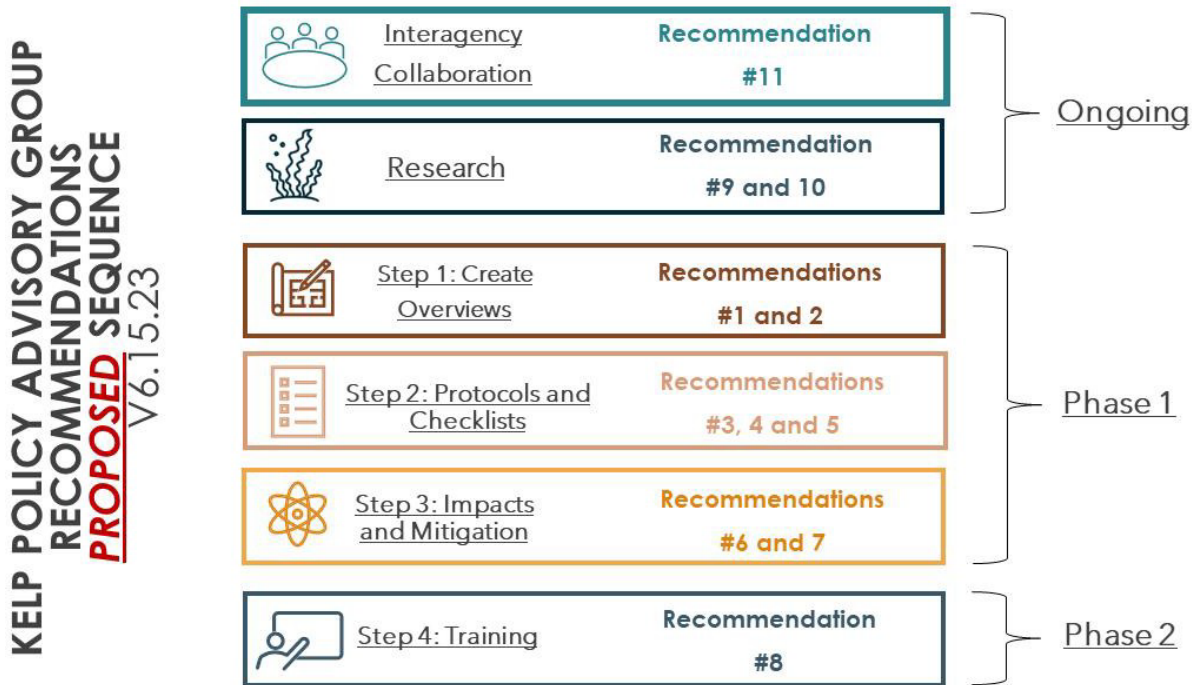 KELP POLICY ADVISORY GROUP
RECOMMENDATIONS
PROPOSED SEQUENCE
V6.15.23
Interagency
Collaboration
Recommendation
#11
Research
Recommendation
#9 and 10
Ongoing
Step 1: Create
Overviews
Recommendations
#1 and 2
Step 2: Protocols and
Checklists
Recommendations
#3, 4 and 5
Step 3: Impacts
and Mitigation
Recommendations
#6 and 7
Phase 1
Step 4: Training
Recommendation
#8
Phase 2